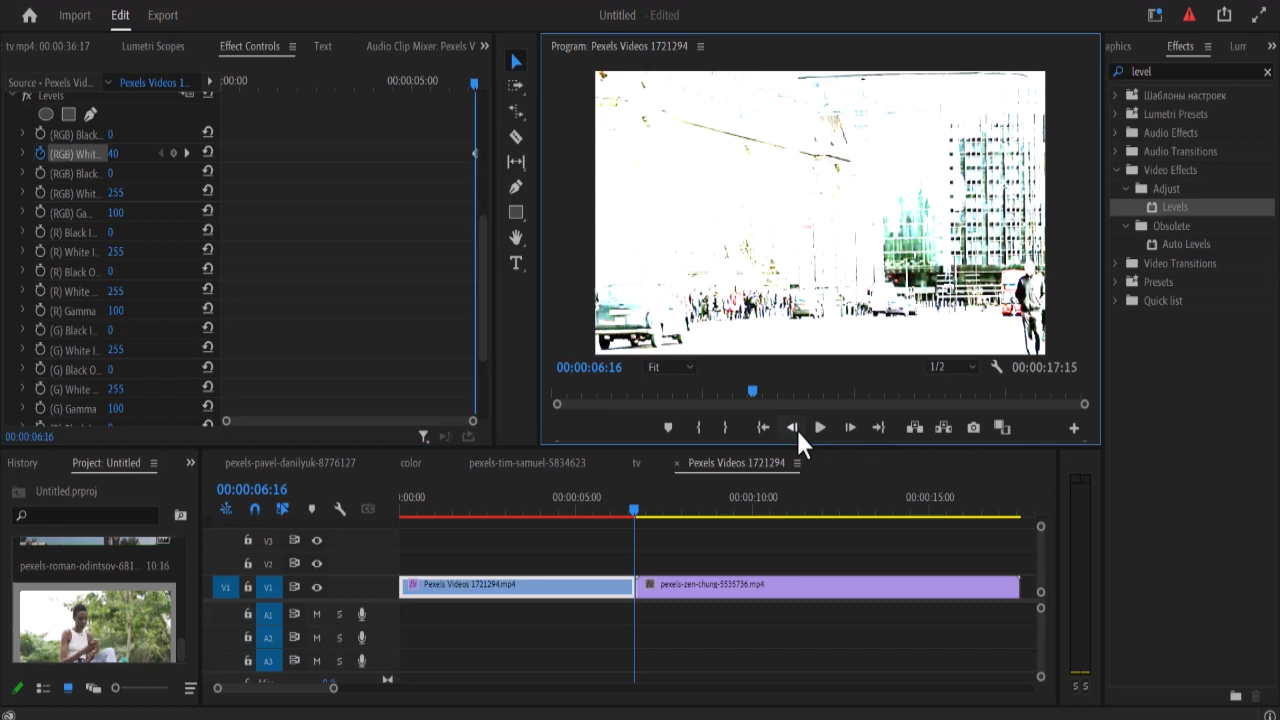 Import
Edit
Export
Untitled - Edited
tv.mp4: 00:00:36:17
Lumetri Scopes
Effect Controls
Text
Audio Clip Mixer: Pexels V
Source • Pexels Vid...
Pexels Videos 1...
:00:00
00:00:05:00
fx Levels
(RGB) Black... 0
(RGB) Whit... 40
(RGB) Black... 0
(RGB) Whit... 255
(RGB) Ga... 100
(R) Black I... 0
(R) White I... 255
(R) Black O... 0
(R) White ... 255
(R) Gamma 100
(G) Black I... 0
(G) White I... 255
(G) Black O... 0
(G) White ... 255
(G) Gamma 100
00:00:06:16
Program: Pexels Videos 1721294
00:00:06:16
Fit
1/2
00:00:17:15
aphics
Effects
Lum
level
Шаблоны настроек
Lumetri Presets
Audio Effects
Audio Transitions
Video Effects
Adjust
Levels
Obsolete
Auto Levels
Video Transitions
Presets
Quick list
History
Project: Untitled
Untitled.prproj
pexels-roman-odintsov-681...
10:16
pexels-pavel-danilyuk-8776127
color
pexels-tim-samuel-5834623
tv
× Pexels Videos 1721294
00:00:06:16
:00:00
00:00:05:00
00:00:10:00
00:00:15:00
V3
V2
V1 V1
Pexels Videos 1721294.mp4
pexels-zen-chung-5535736.mp4
A1 M S
A2 M S
A3 M S
S S